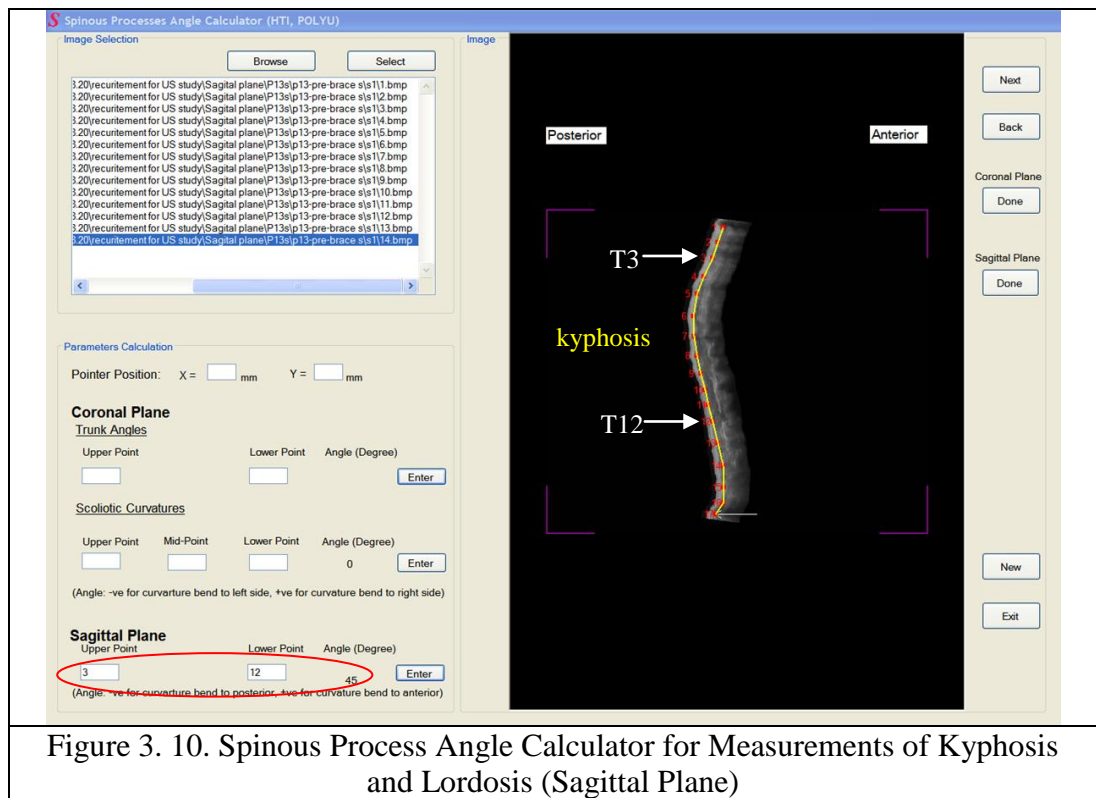 S Spinous Processes Angle Calculator (HTI, POLYU)
Image Selection
Browse Select
3.20\recuritement for US study\Sagital plane\P13s\p13-pre-brace s\s1\1.bmp
3.20\recuritement for US study\Sagital plane\P13s\p13-pre-brace s\s1\2.bmp
3.20\recuritement for US study\Sagital plane\P13s\p13-pre-brace s\s1\3.bmp
3.20\recuritement for US study\Sagital plane\P13s\p13-pre-brace s\s1\4.bmp
3.20\recuritement for US study\Sagital plane\P13s\p13-pre-brace s\s1\5.bmp
3.20\recuritement for US study\Sagital plane\P13s\p13-pre-brace s\s1\6.bmp
3.20\recuritement for US study\Sagital plane\P13s\p13-pre-brace s\s1\7.bmp
3.20\recuritement for US study\Sagital plane\P13s\p13-pre-brace s\s1\8.bmp
3.20\recuritement for US study\Sagital plane\P13s\p13-pre-brace s\s1\9.bmp
3.20\recuritement for US study\Sagital plane\P13s\p13-pre-brace s\s1\10.bmp
3.20\recuritement for US study\Sagital plane\P13s\p13-pre-brace s\s1\11.bmp
3.20\recuritement for US study\Sagital plane\P13s\p13-pre-brace s\s1\12.bmp
3.20\recuritement for US study\Sagital plane\P13s\p13-pre-brace s\s1\13.bmp
3.20\recuritement for US study\Sagital plane\P13s\p13-pre-brace s\s1\14.bmp
Parameters Calculation
Pointer Position: X = mm Y = mm
Coronal Plane
Trunk Angles
Upper Point Lower Point Angle (Degree)
Enter
Scoliotic Curvatures
Upper Point Mid-Point Lower Point Angle (Degree)
0 Enter
(Angle: -ve for curvarture bend to left side, +ve for curvature bend to right side)
Sagittal Plane
Upper Point Lower Point Angle (Degree)
3 12 45 Enter
(Angle: -ve for curvarture bend to posterior, +ve for curvature bend to anterior)
Image
Posterior Anterior
T3
kyphosis
T12
5
6
7
Next
Back
Coronal Plane
Done
Sagittal Plane
Done
New
Exit
Figure 3. 10. Spinous Process Angle Calculator for Measurements of Kyphosis
and Lordosis (Sagittal Plane)